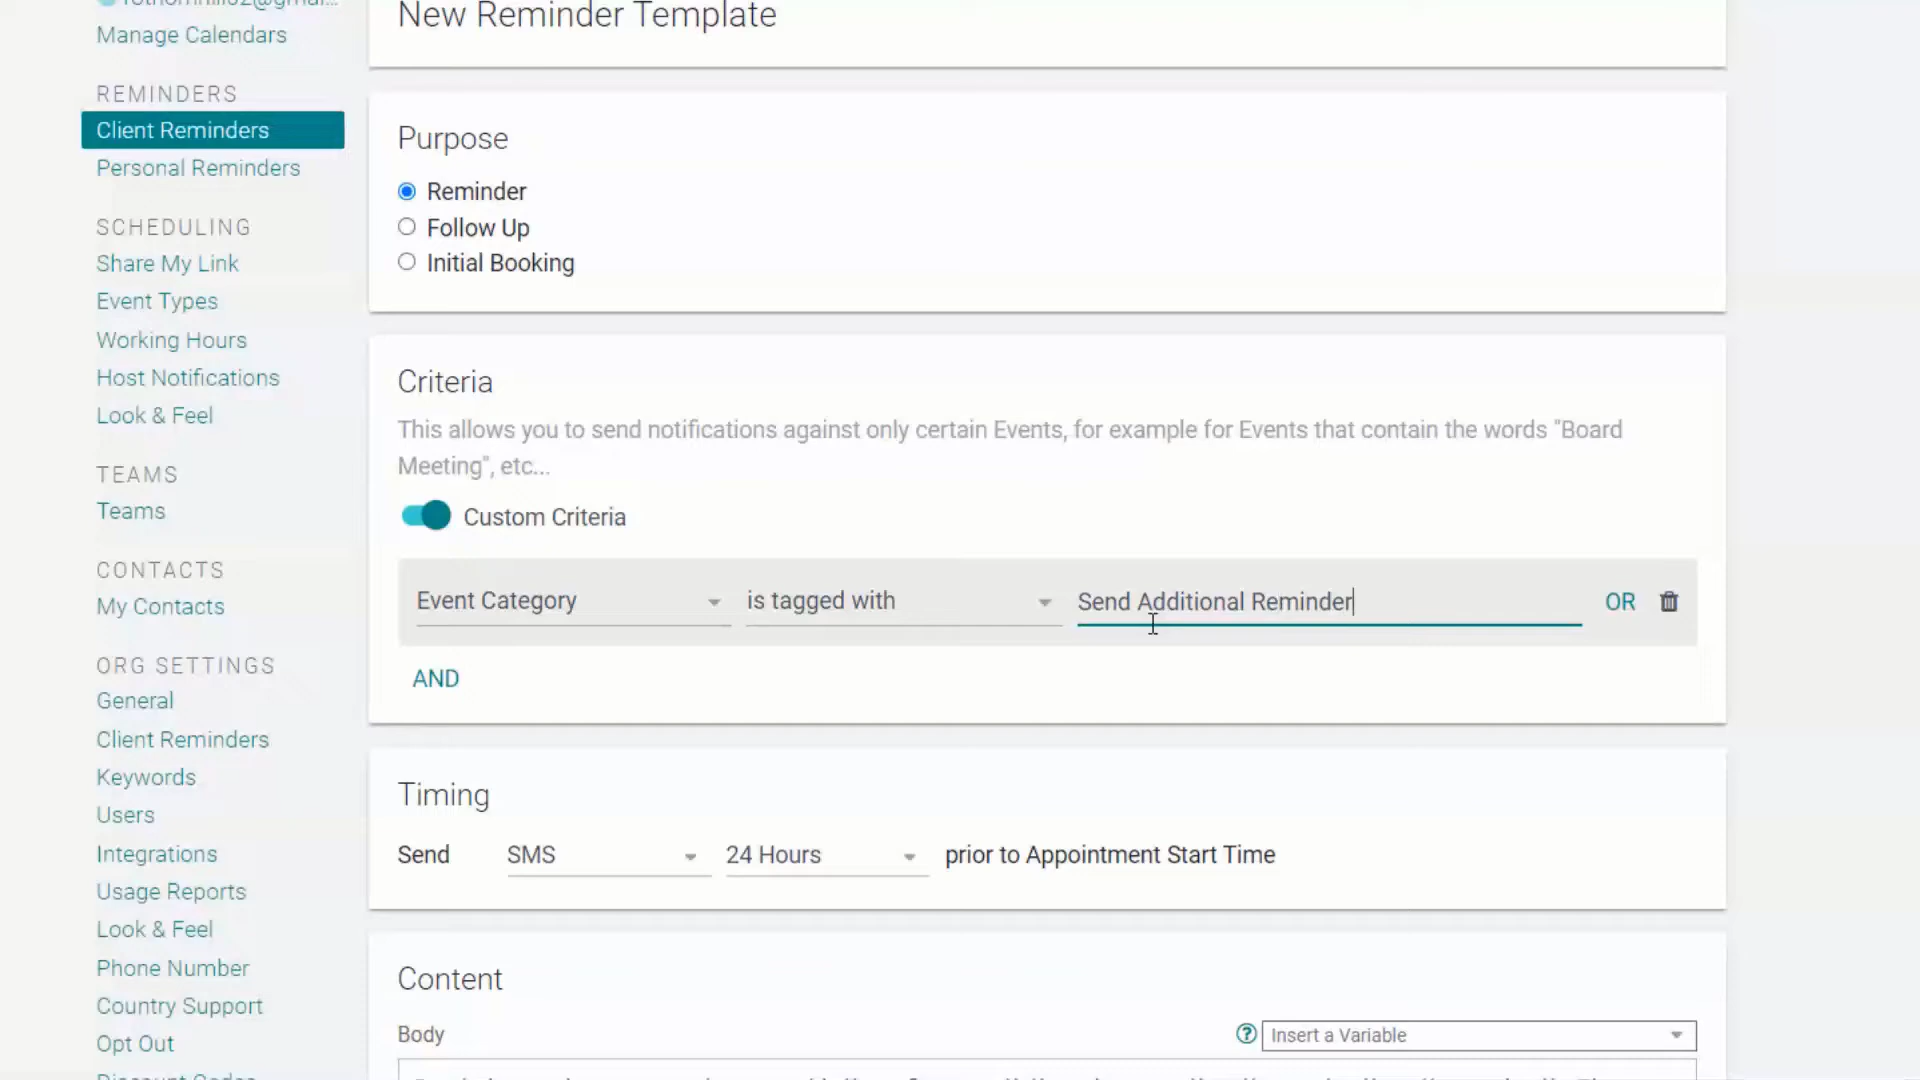 Manage Calendars
REMINDERS
Client Reminders
Personal Reminders
SCHEDULING
Share My Link
Event Types
Working Hours
Host Notifications
Look & Feel
TEAMS
Teams
CONTACTS
My Contacts
ORG SETTINGS
General
Client Reminders
Keywords
Users
Integrations
Usage Reports
Look & Feel
Phone Number
Country Support
Opt Out
Discount Codes
New Reminder Template
Purpose
Reminder
Follow Up
Initial Booking
Criteria
This allows you to send notifications against only certain Events, for example for Events that contain the words "Board
Meeting", etc...
Custom Criteria
Event Category is tagged with Send Additional Reminder OR
AND
Timing
Send SMS 24 Hours prior to Appointment Start Time
Content
Body ? Insert a Variable